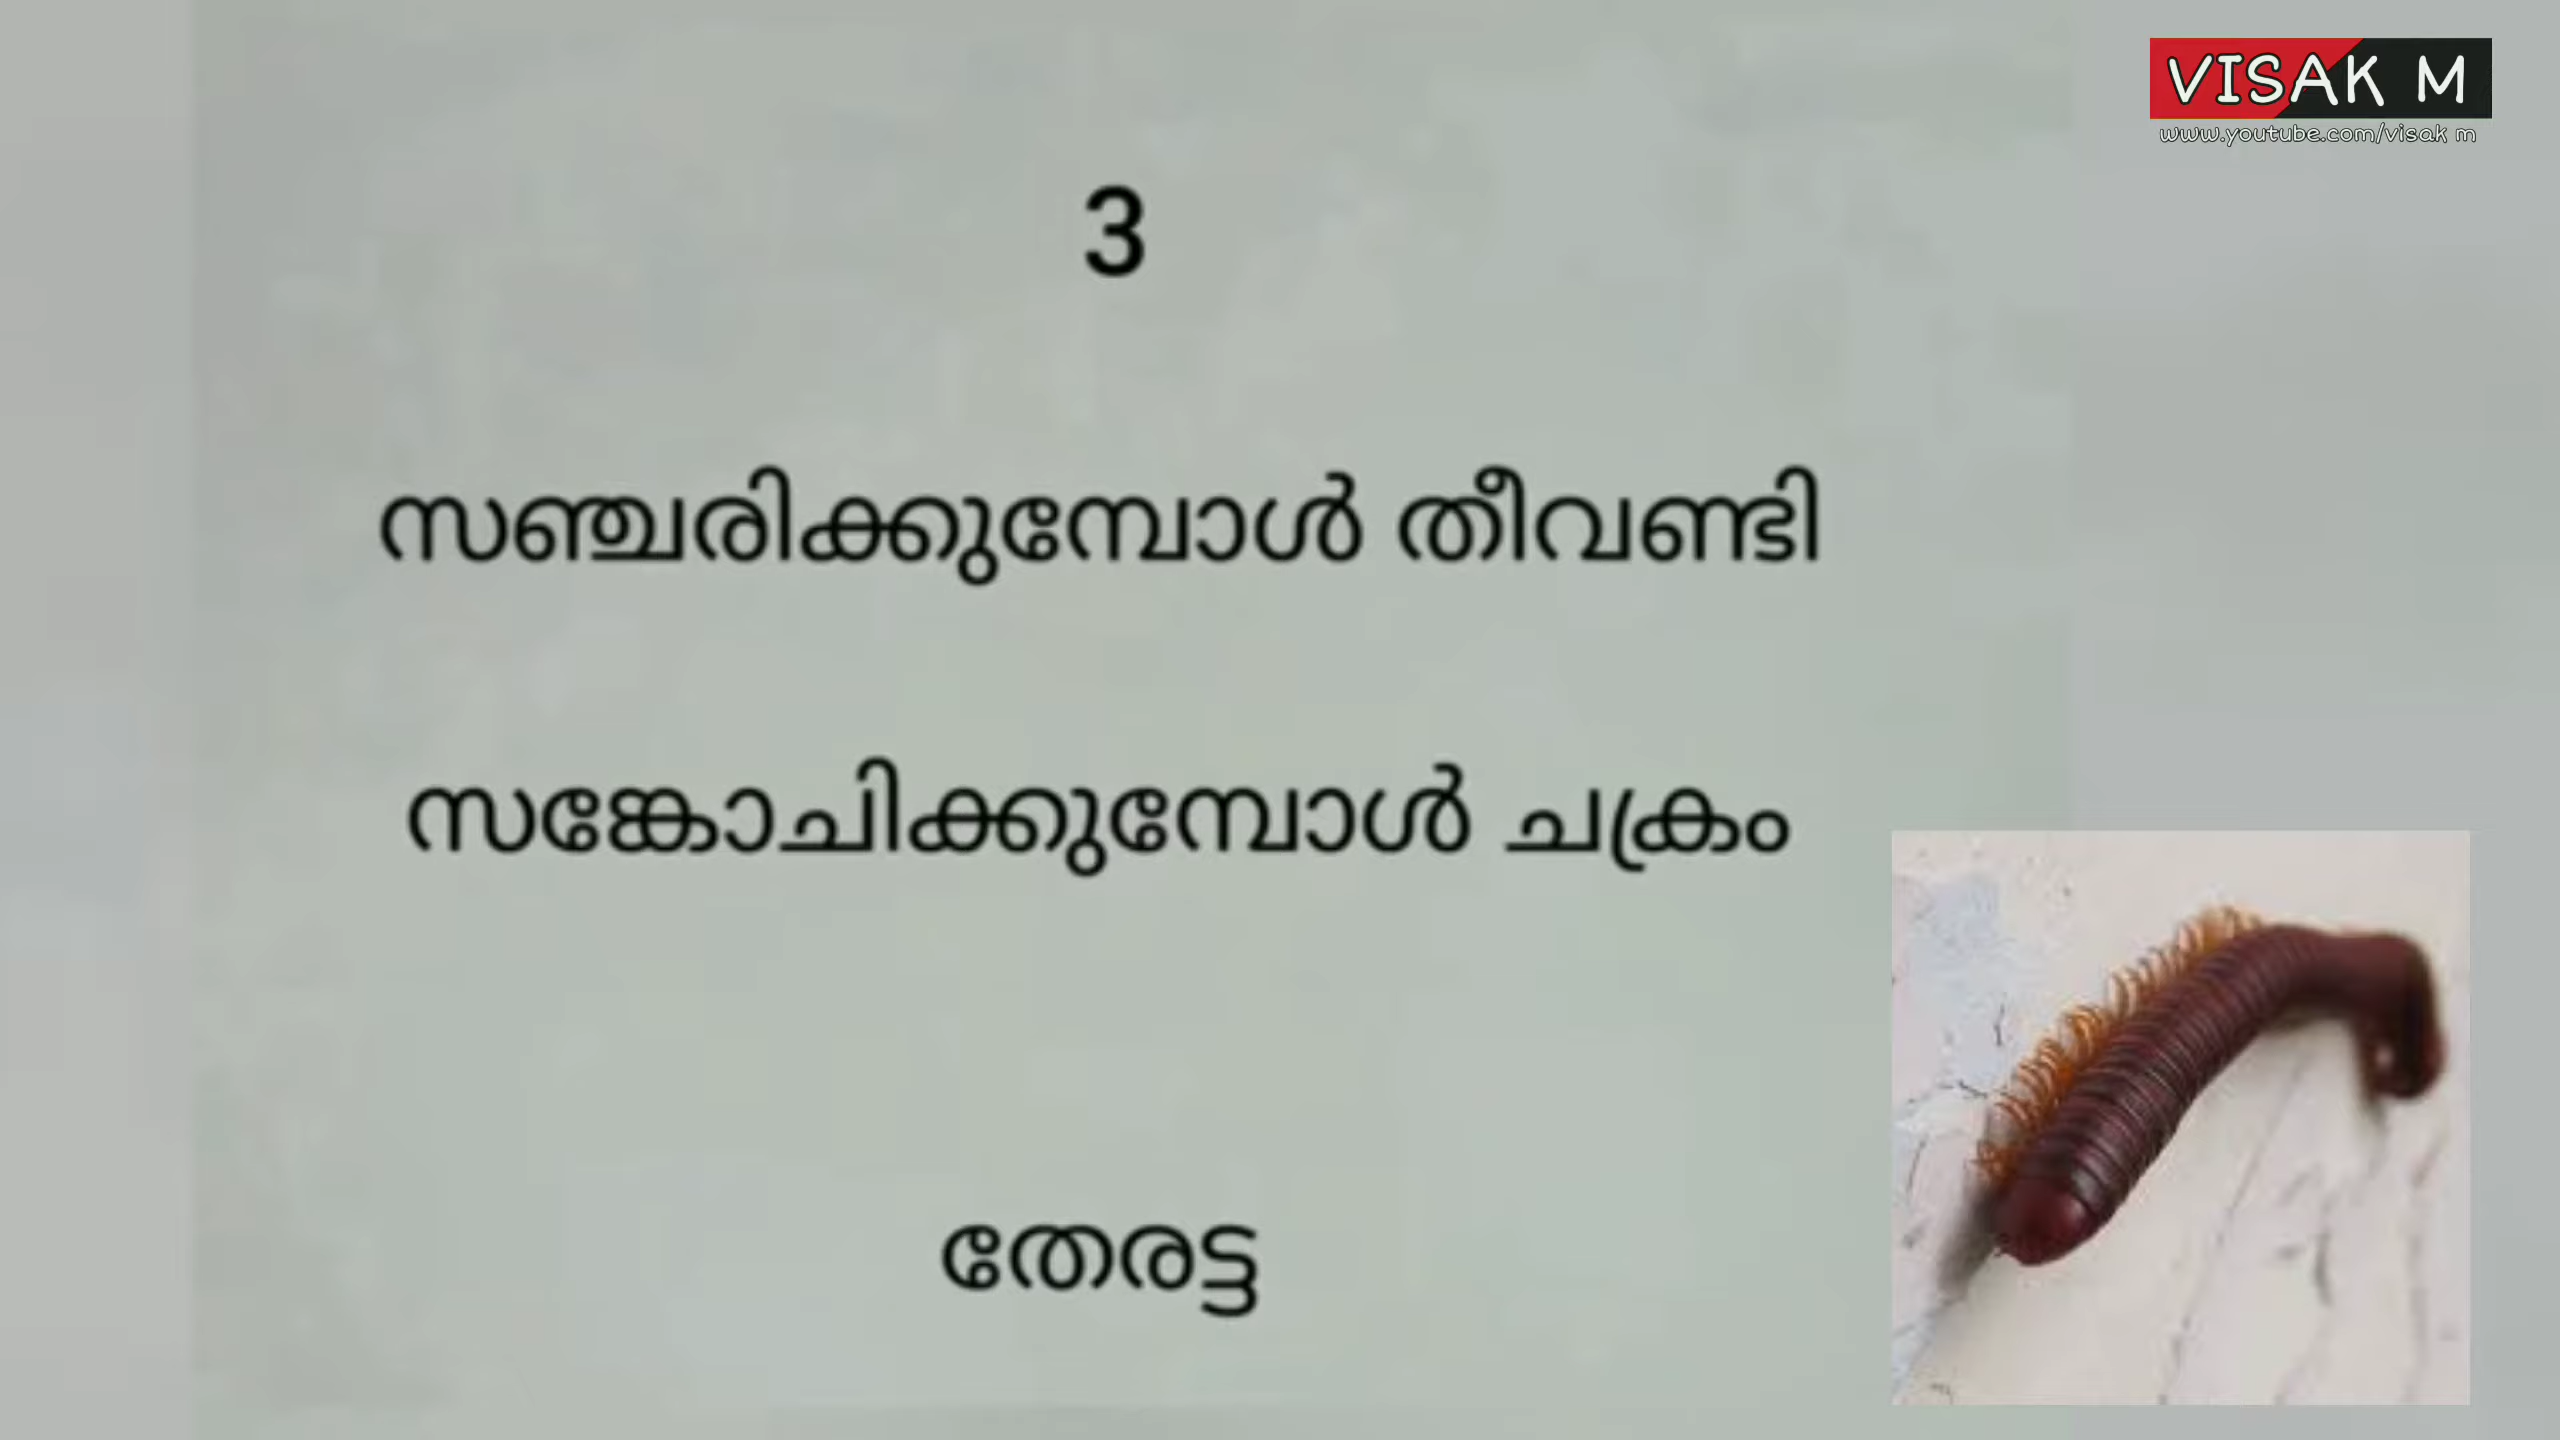 VISAK M
www.youtube.com/visak m
3
സഞ്ചരിക്കുമ്പോൾ തീവണ്ടി
സങ്കോചിക്കുമ്പോൾ ചക്രം
തേരട്ട